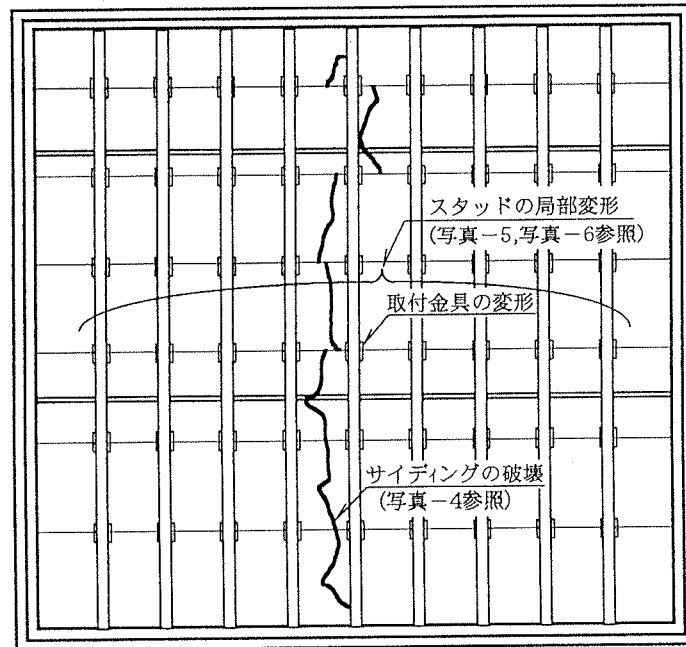 スタッドの局部変形
(写真－5,写真－6参照)
取付金具の変形
サイディングの破壊
(写真－4参照)